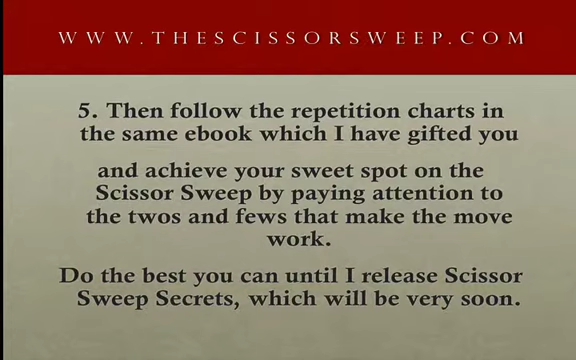 WWW.THESCISSORSWEEP.COM
5. Then follow the repetition charts in
the same ebook which I have gifted you
and achieve your sweet spot on the
Scissor Sweep by paying attention to
the twos and fews that make the move
work.
Do the best you can until I release Scissor
Sweep Secrets, which will be very soon.